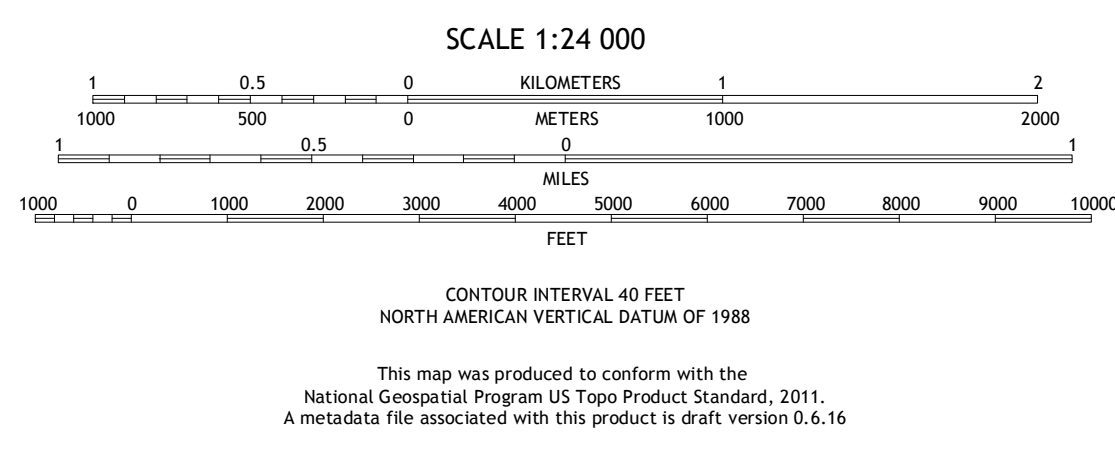 SCALE 1:24 000
1 0.5 0 KILOMETERS 1 2
1000 500 0 METERS 1000 2000
1 0.5 0 1
MILES
1000 0 1000 2000 3000 4000 5000 6000 7000 8000 9000 10000
FEET
CONTOUR INTERVAL 40 FEET
NORTH AMERICAN VERTICAL DATUM OF 1988
This map was produced to conform with the
National Geospatial Program US Topo Product Standard, 2011.
A metadata file associated with this product is draft version 0.6.16